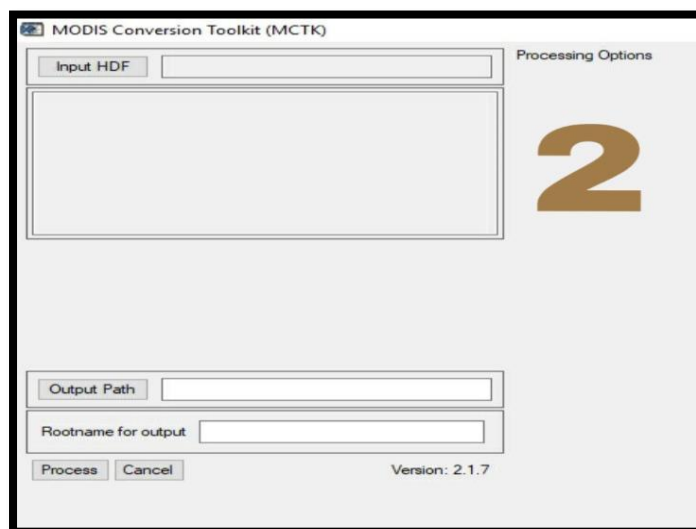 MODIS Conversion Toolkit (MCTK)
Input HDF
Processing Options
2
Output Path
Rootname for output
Process Cancel Version: 2.1.7